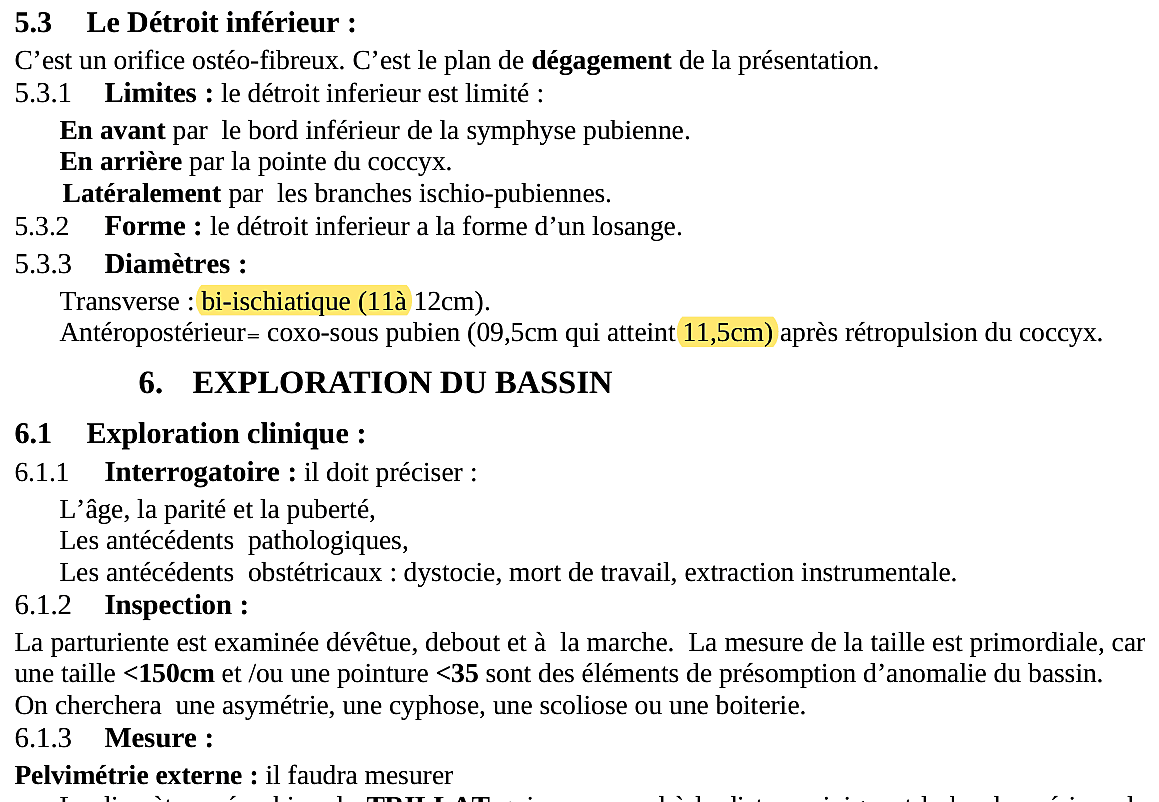 5.3 Le Détroit inférieur :
C’est un orifice ostéo-fibreux. C’est le plan de dégagement de la présentation.
5.3.1 Limites : le détroit inferieur est limité :
En avant par le bord inférieur de la symphyse pubienne.
En arrière par la pointe du coccyx.
Latéralement par les branches ischio-pubiennes.
5.3.2 Forme : le détroit inferieur a la forme d’un losange.
5.3.3 Diamètres :
Transverse : bi-ischiatique (11à 12cm).
Antéropostérieur= coxo-sous pubien (09,5cm qui atteint 11,5cm) après rétropulsion du coccyx.
6. EXPLORATION DU BASSIN
6.1 Exploration clinique :
6.1.1 Interrogatoire : il doit préciser :
L’âge, la parité et la puberté,
Les antécédents pathologiques,
Les antécédents obstétricaux : dystocie, mort de travail, extraction instrumentale.
6.1.2 Inspection :
La parturiente est examinée dévêtue, debout et à la marche. La mesure de la taille est primordiale, car
une taille <150cm et /ou une pointure <35 sont des éléments de présomption d’anomalie du bassin.
On cherchera une asymétrie, une cyphose, une scoliose ou une boiterie.
6.1.3 Mesure :
Pelvimétrie externe : il faudra mesurer
TRILLAT